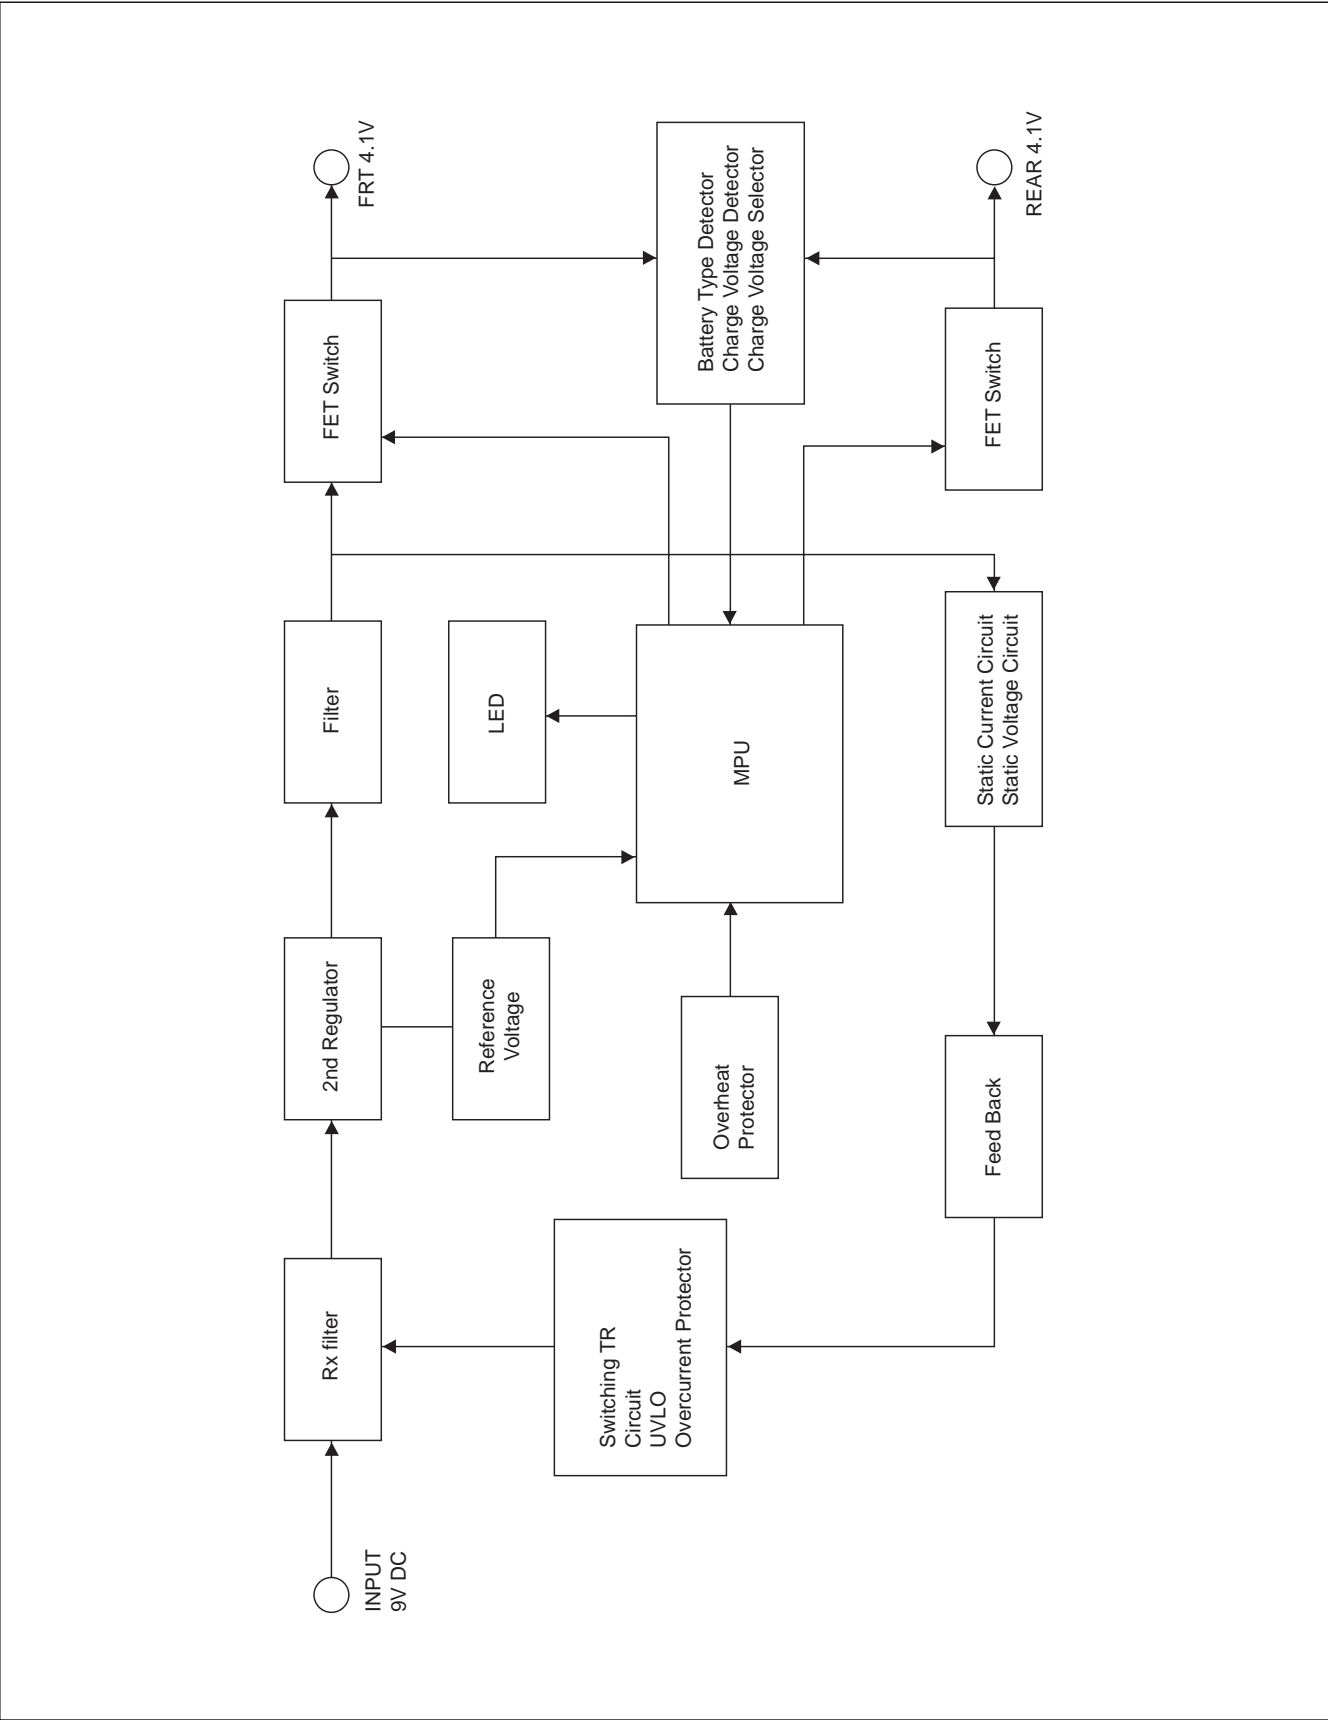 INPUT
9V DC
Rx filter
2nd Regulator
Filter
FET Switch
FRT 4.1V
Reference
Voltage
LED
Switching TR
Circuit
UVLO
Overcurrent Protector
Overheat
Protector
MPU
Battery Type Detector
Charge Voltage Detector
Charge Voltage Selector
Feed Back
Static Current Circuit
Static Voltage Circuit
FET Switch
REAR 4.1V